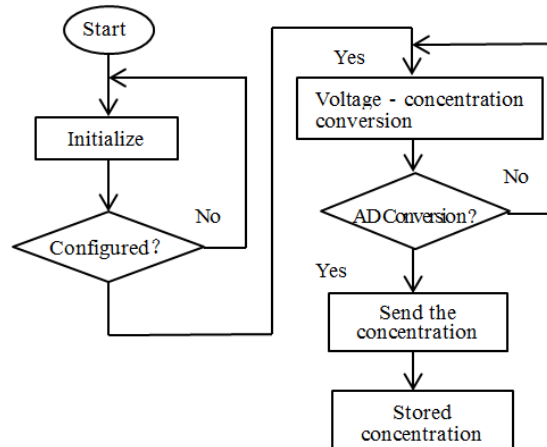 Start
Initialize
Configured?
No
Yes
Voltage - concentration
conversion
AD Conversion?
No
Yes
Send the
concentration
Stored
concentration